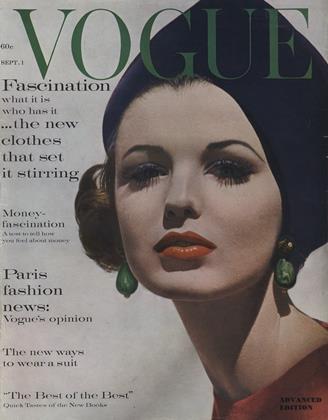 VOGUE
60c
SEPT. 1
Fascination
what it is
who has it
...the new
clothes
that set
it stirring
Money-
fascination
A test to tell how
you feel about money
Paris
fashion
news:
Vogue's opinion
The new ways
to wear a suit
"The Best of the Best"
Quick Tastes of the New Books
ADVANCED
EDITION